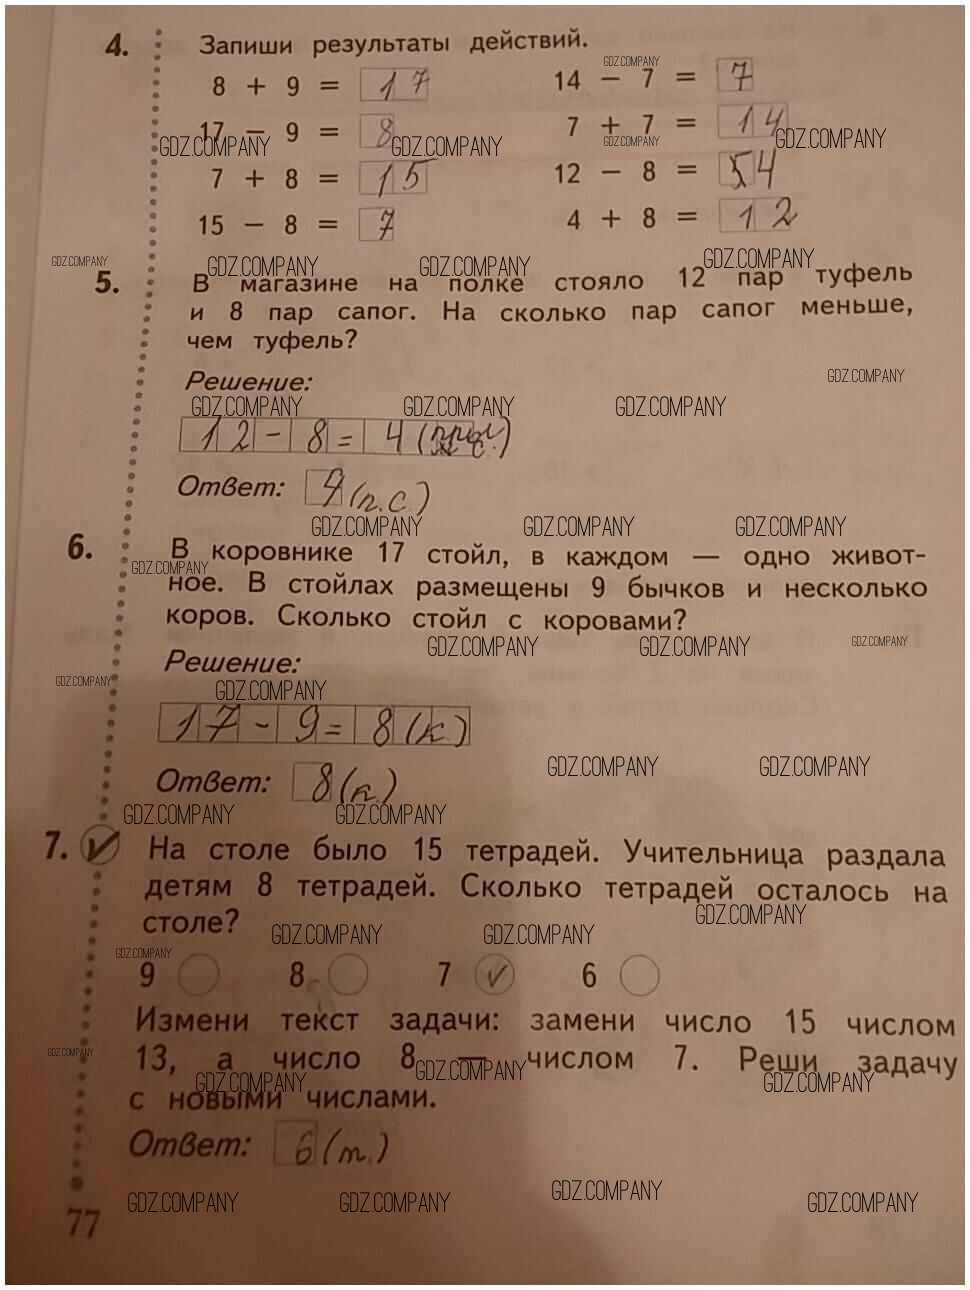 4. Запиши результаты действий.
8 + 9 = 17 14 − 7 = 7
17 − 9 = 8 7 + 7 = 14
7 + 8 = 15 12 − 8 = 4
15 − 8 = 7 4 + 8 = 12
5. В магазине на полке стояло 12 пар туфель
и 8 пар сапог. На сколько пар сапог меньше,
чем туфель?
Решение:
12 - 8 = 4
Ответ: 4 (п.с)
6. В коровнике 17 стойл, в каждом — одно живот-
ное. В стойлах размещены 9 бычков и несколько
коров. Сколько стойл с коровами?
Решение:
17 - 9 = 8 (к)
Ответ: 8 (к)
7. На столе было 15 тетрадей. Учительница раздала
детям 8 тетрадей. Сколько тетрадей осталось на
столе?
9 8 7 ✓ 6
Измени текст задачи: замени число 15 числом
13, а число 8 — числом 7. Реши задачу
с новыми числами.
Ответ: 6 (т.)
77
GDZ.COMPANY